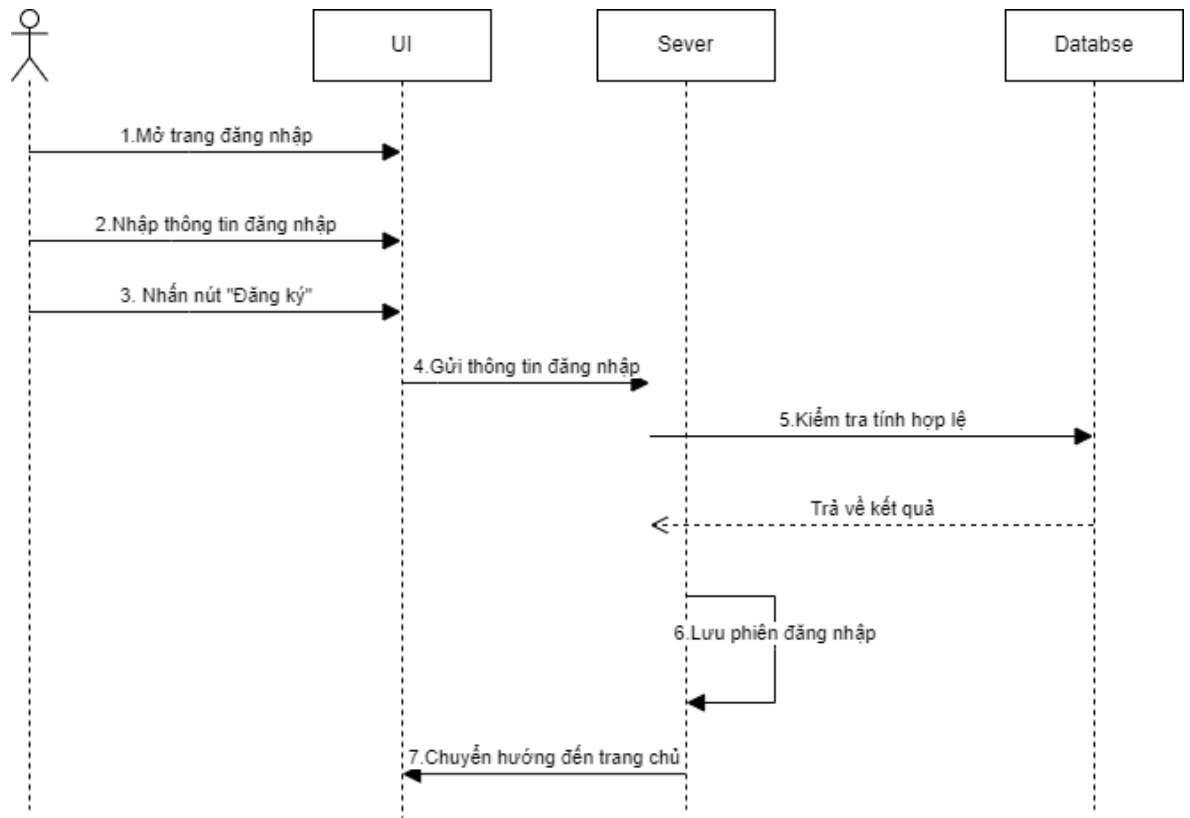 UI
Sever
Databse
1.Mở trang đăng nhập
2.Nhập thông tin đăng nhập
3. Nhấn nút "Đăng ký"
4.Gửi thông tin đăng nhập
5.Kiểm tra tính hợp lệ
Trả về kết quả
6.Lưu phiên đăng nhập
7.Chuyển hướng đến trang chủ